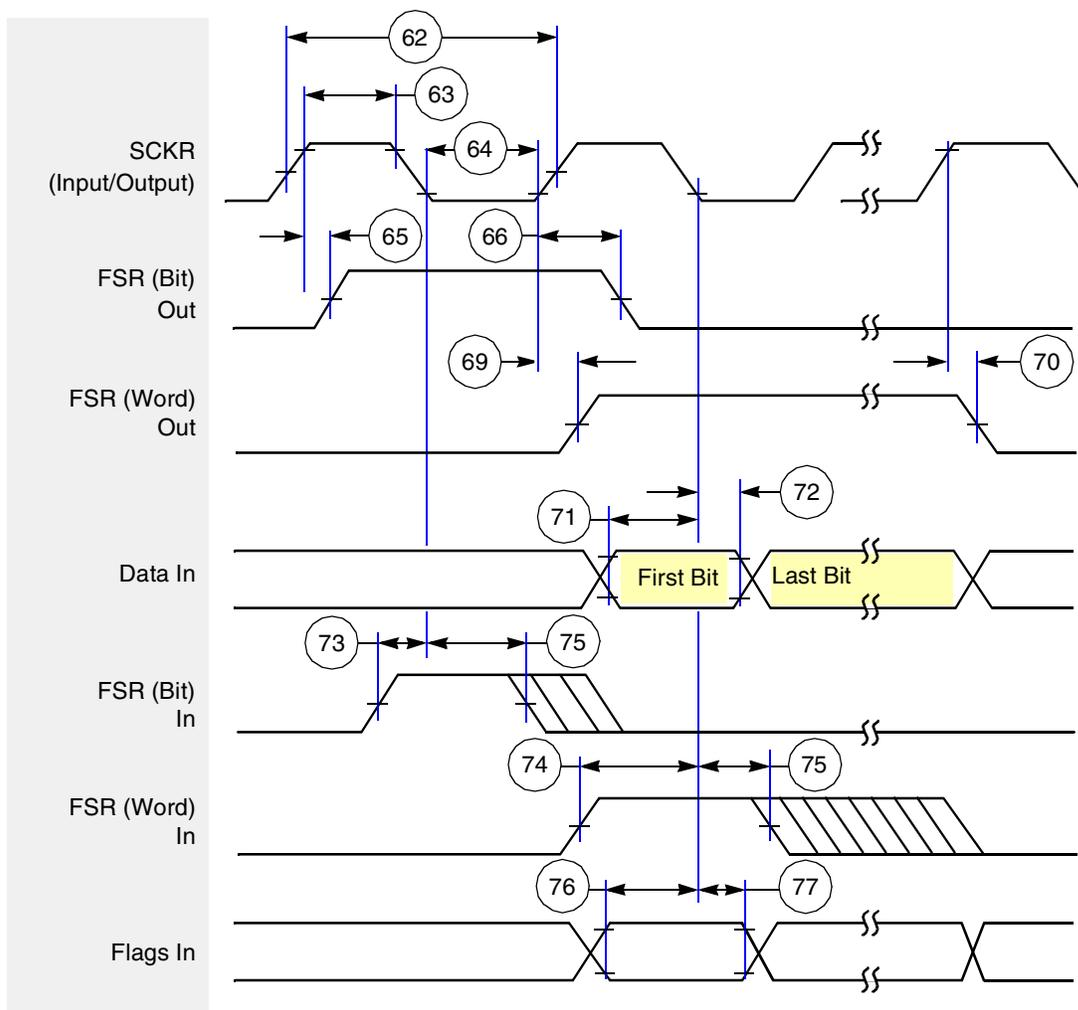 62
63
SCKR
(Input/Output)
64
65
66
FSR (Bit)
Out
69
70
FSR (Word)
Out
71
72
Data In
First Bit
Last Bit
73
75
FSR (Bit)
In
74
75
FSR (Word)
In
76
77
Flags In